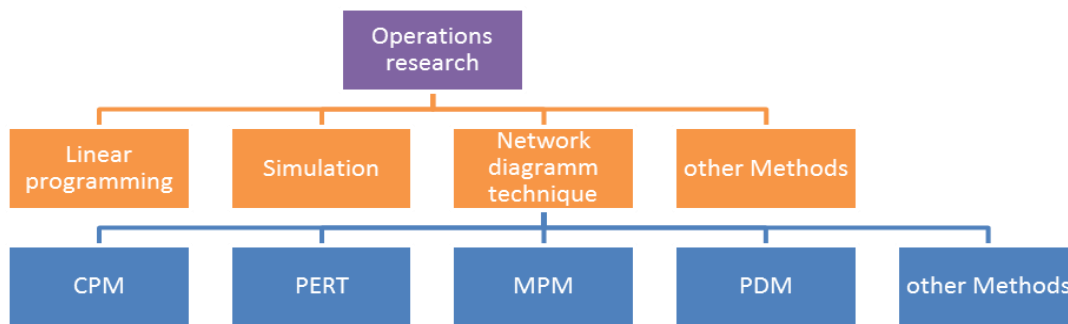 Operations
research
Linear
programming
Simulation
Network
diagramm
technique
other Methods
CPM
PERT
MPM
PDM
other Methods